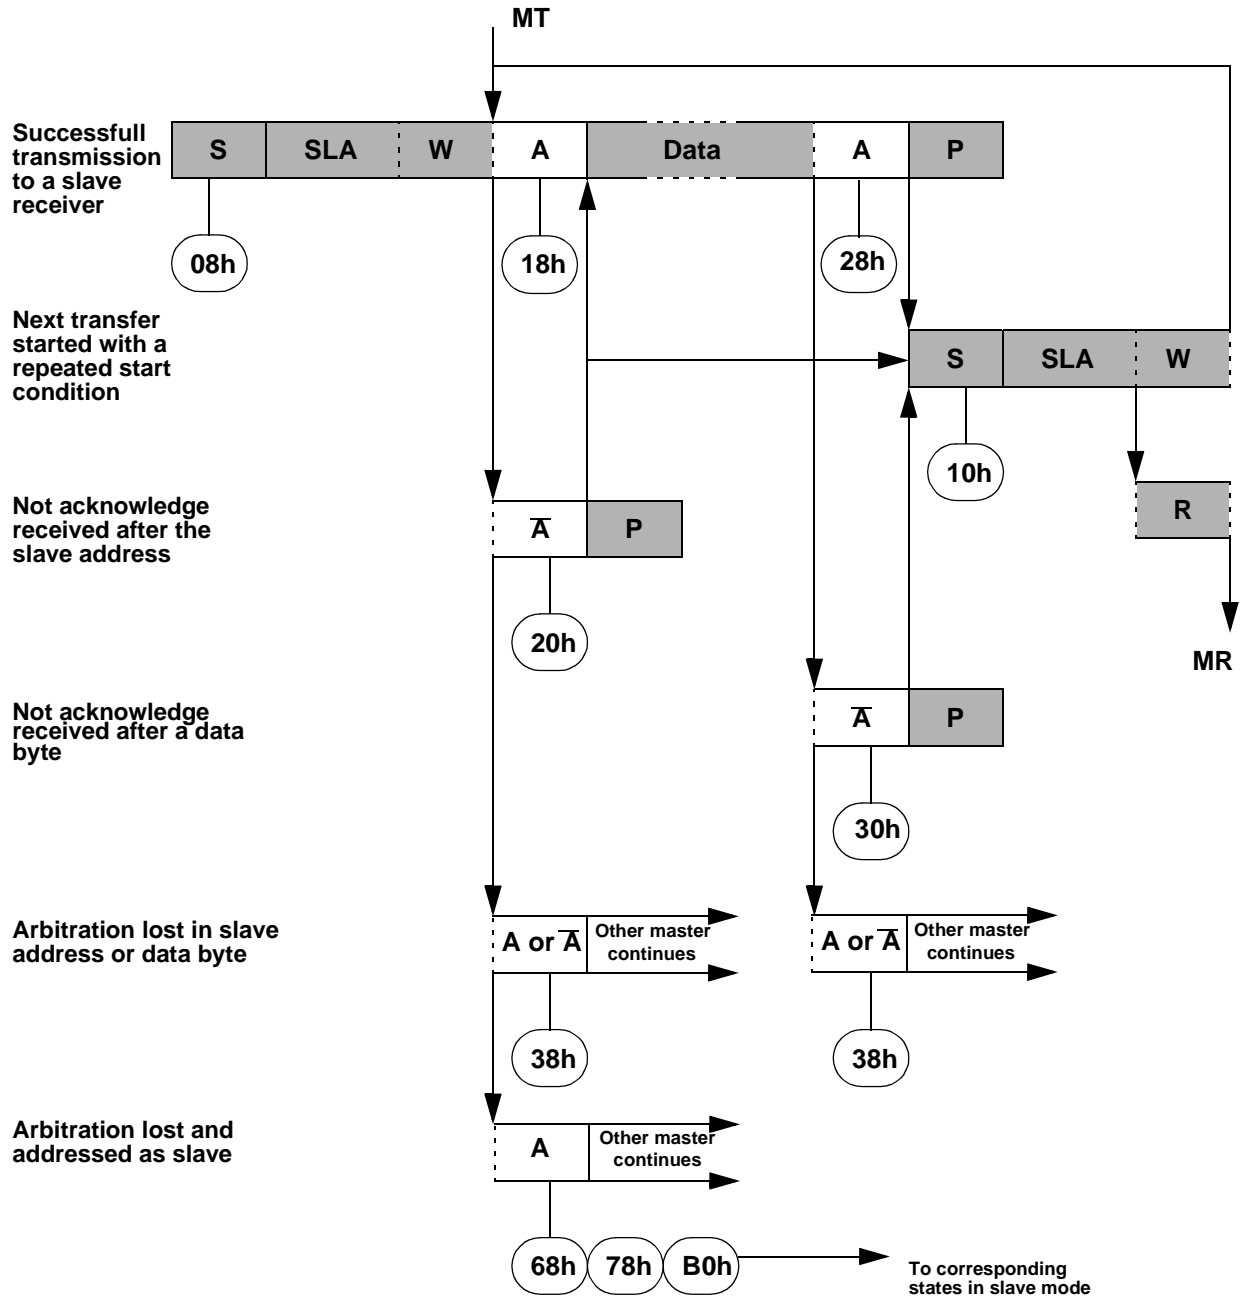 MT
Successfull
transmission
to a slave
receiver
S SLA W A Data A P
08h 18h 28h
Next transfer
started with a
repeated start
condition
S SLA W
10h
Not acknowledge
received after the
slave address
A̅ P
R
20h
MR
Not acknowledge
received after a data
byte
A̅ P
30h
Arbitration lost in slave
address or data byte
A or A̅ Other master
continues
A or A̅ Other master
continues
38h 38h
Arbitration lost and
addressed as slave
A Other master
continues
68h 78h B0h
To corresponding
states in slave mode